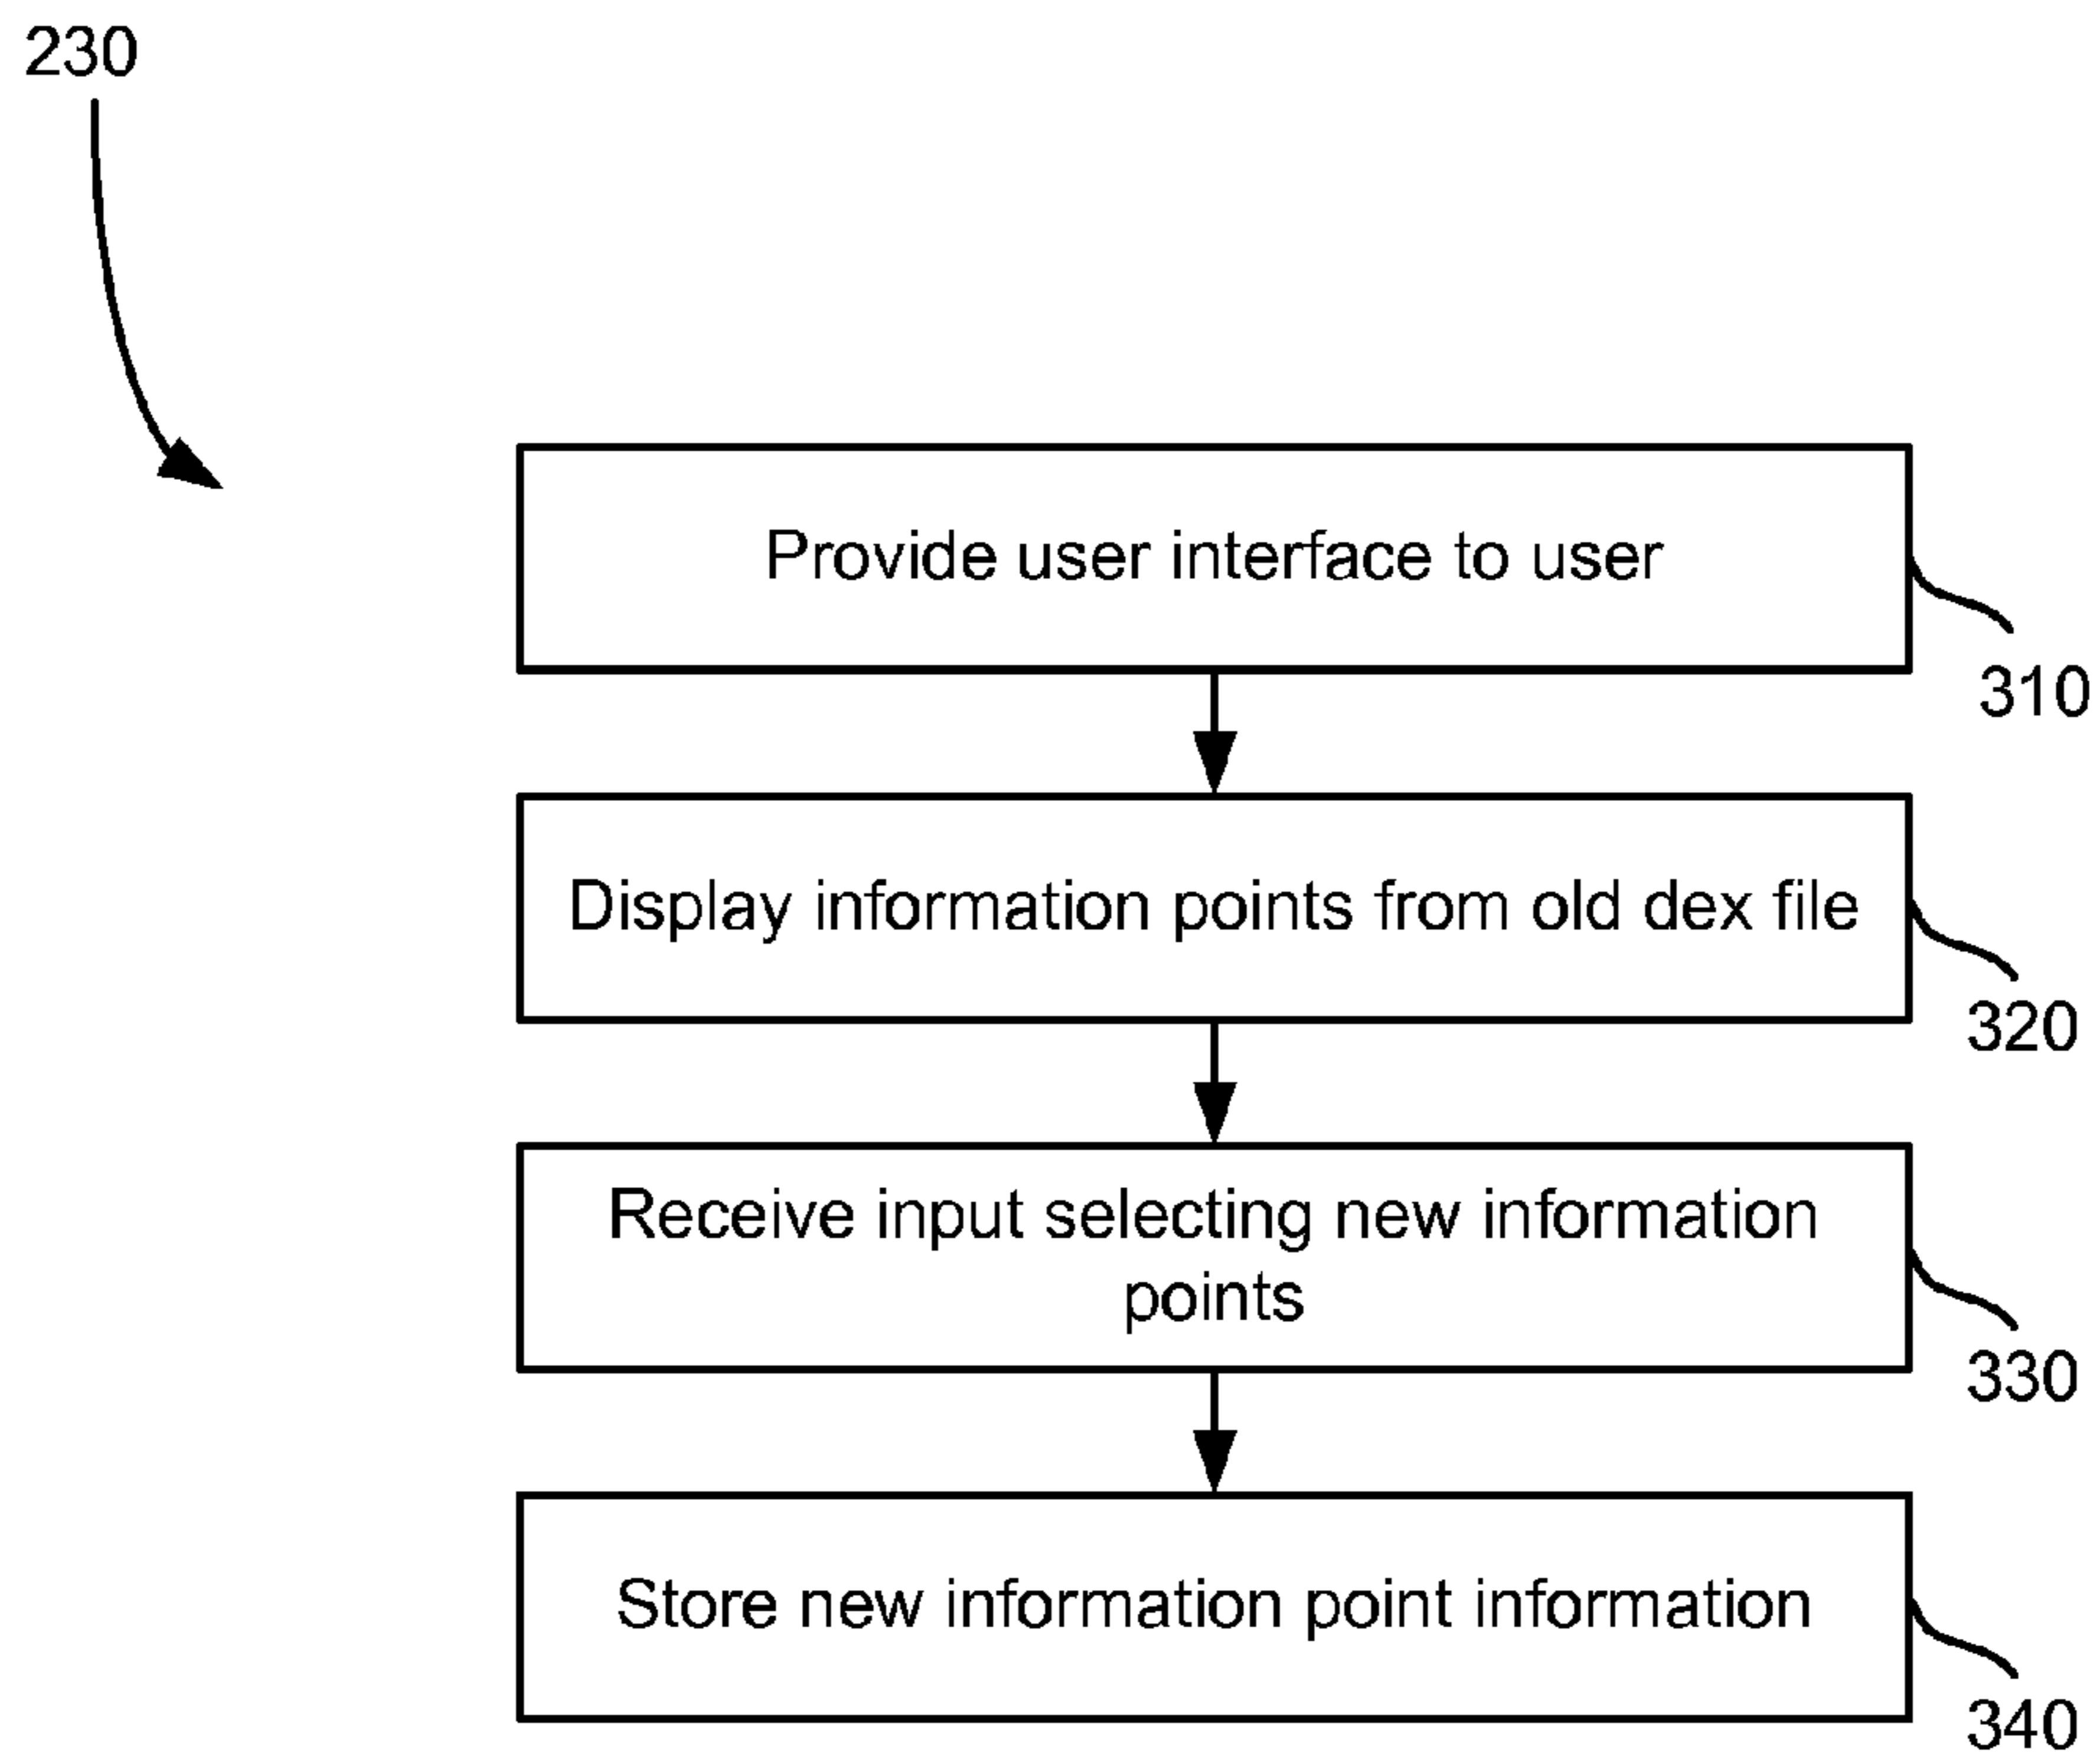 230
Provide user interface to user
310
Display information points from old dex file
320
Receive input selecting new information
points
330
Store new information point information
340